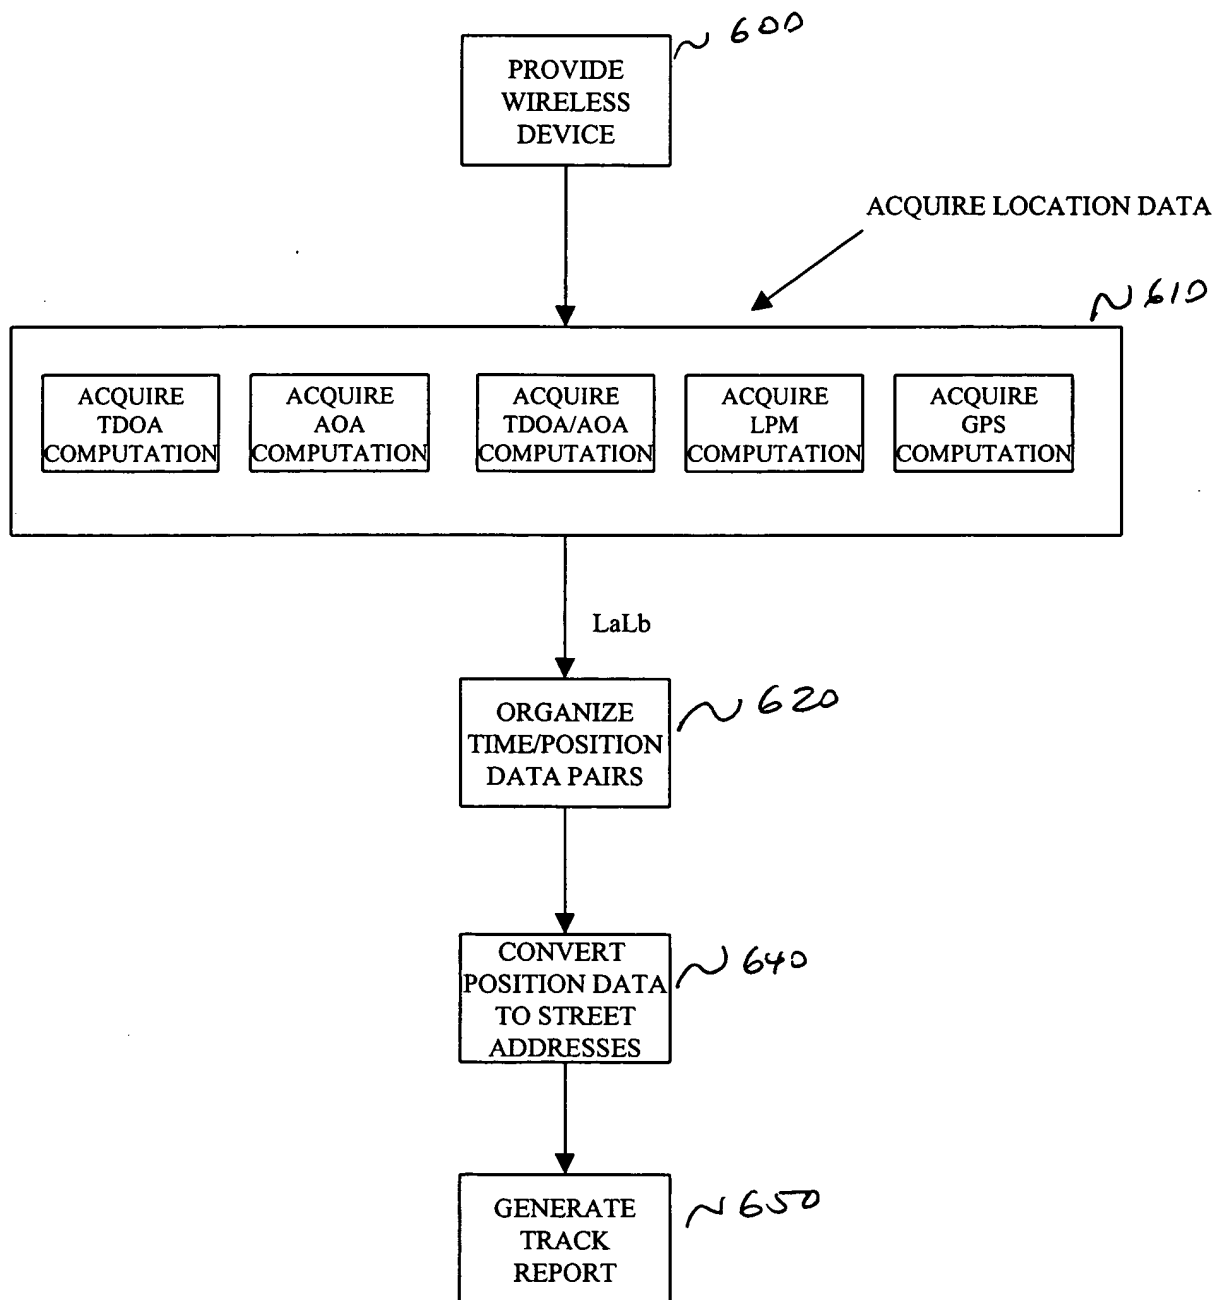 600
PROVIDE
WIRELESS
DEVICE
ACQUIRE LOCATION DATA
610
ACQUIRE
TDOA
COMPUTATION
ACQUIRE
AOA
COMPUTATION
ACQUIRE
TDOA/AOA
COMPUTATION
ACQUIRE
LPM
COMPUTATION
ACQUIRE
GPS
COMPUTATION
LaLb
620
ORGANIZE
TIME/POSITION
DATA PAIRS
640
CONVERT
POSITION DATA
TO STREET
ADDRESSES
650
GENERATE
TRACK
REPORT